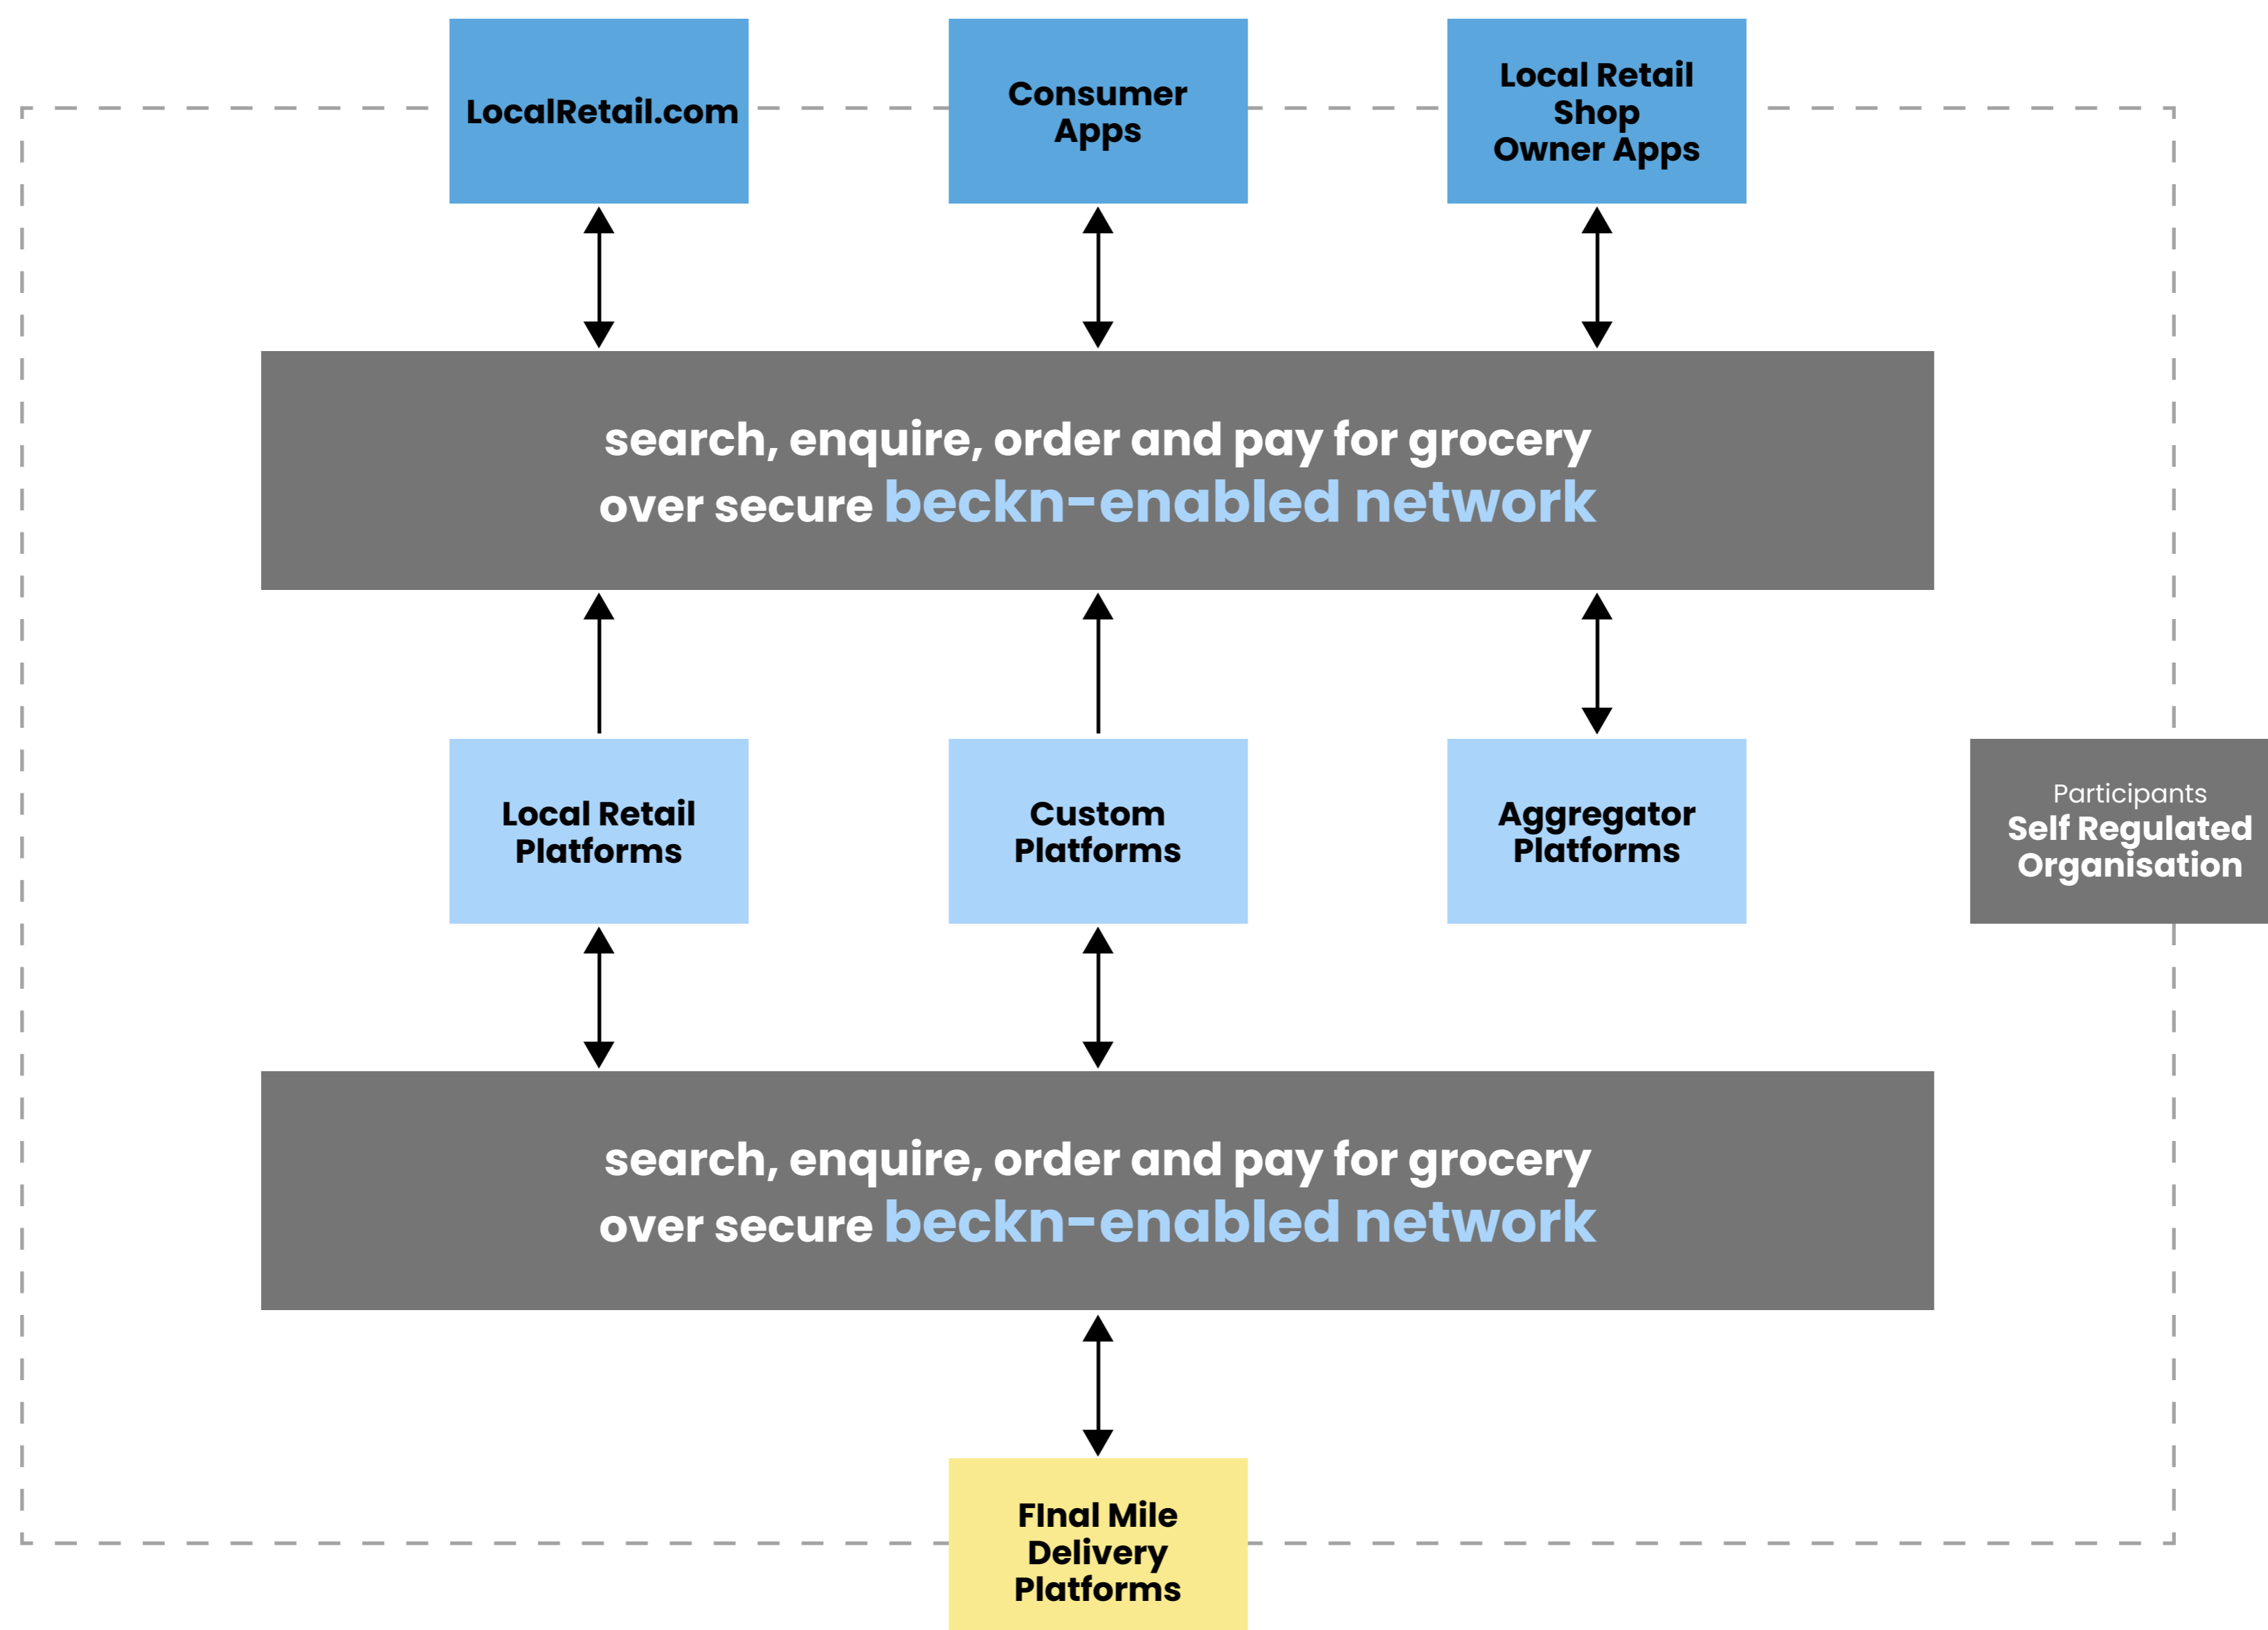 LocalRetail.com
Consumer
Apps
Local Retail
Shop
Owner Apps
search, enquire, order and pay for grocery
over secure beckn-enabled network
Local Retail
Platforms
Custom
Platforms
Aggregator
Platforms
Participants
Self Regulated
Organisation
search, enquire, order and pay for grocery
over secure beckn-enabled network
FInal Mile
Delivery
Platforms